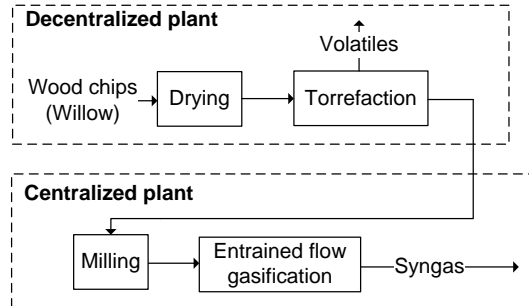 Decentralized plant
Volatiles
Wood chips
(Willow)
Drying
Torrefaction
Centralized plant
Milling
Entrained flow
gasification
Syngas